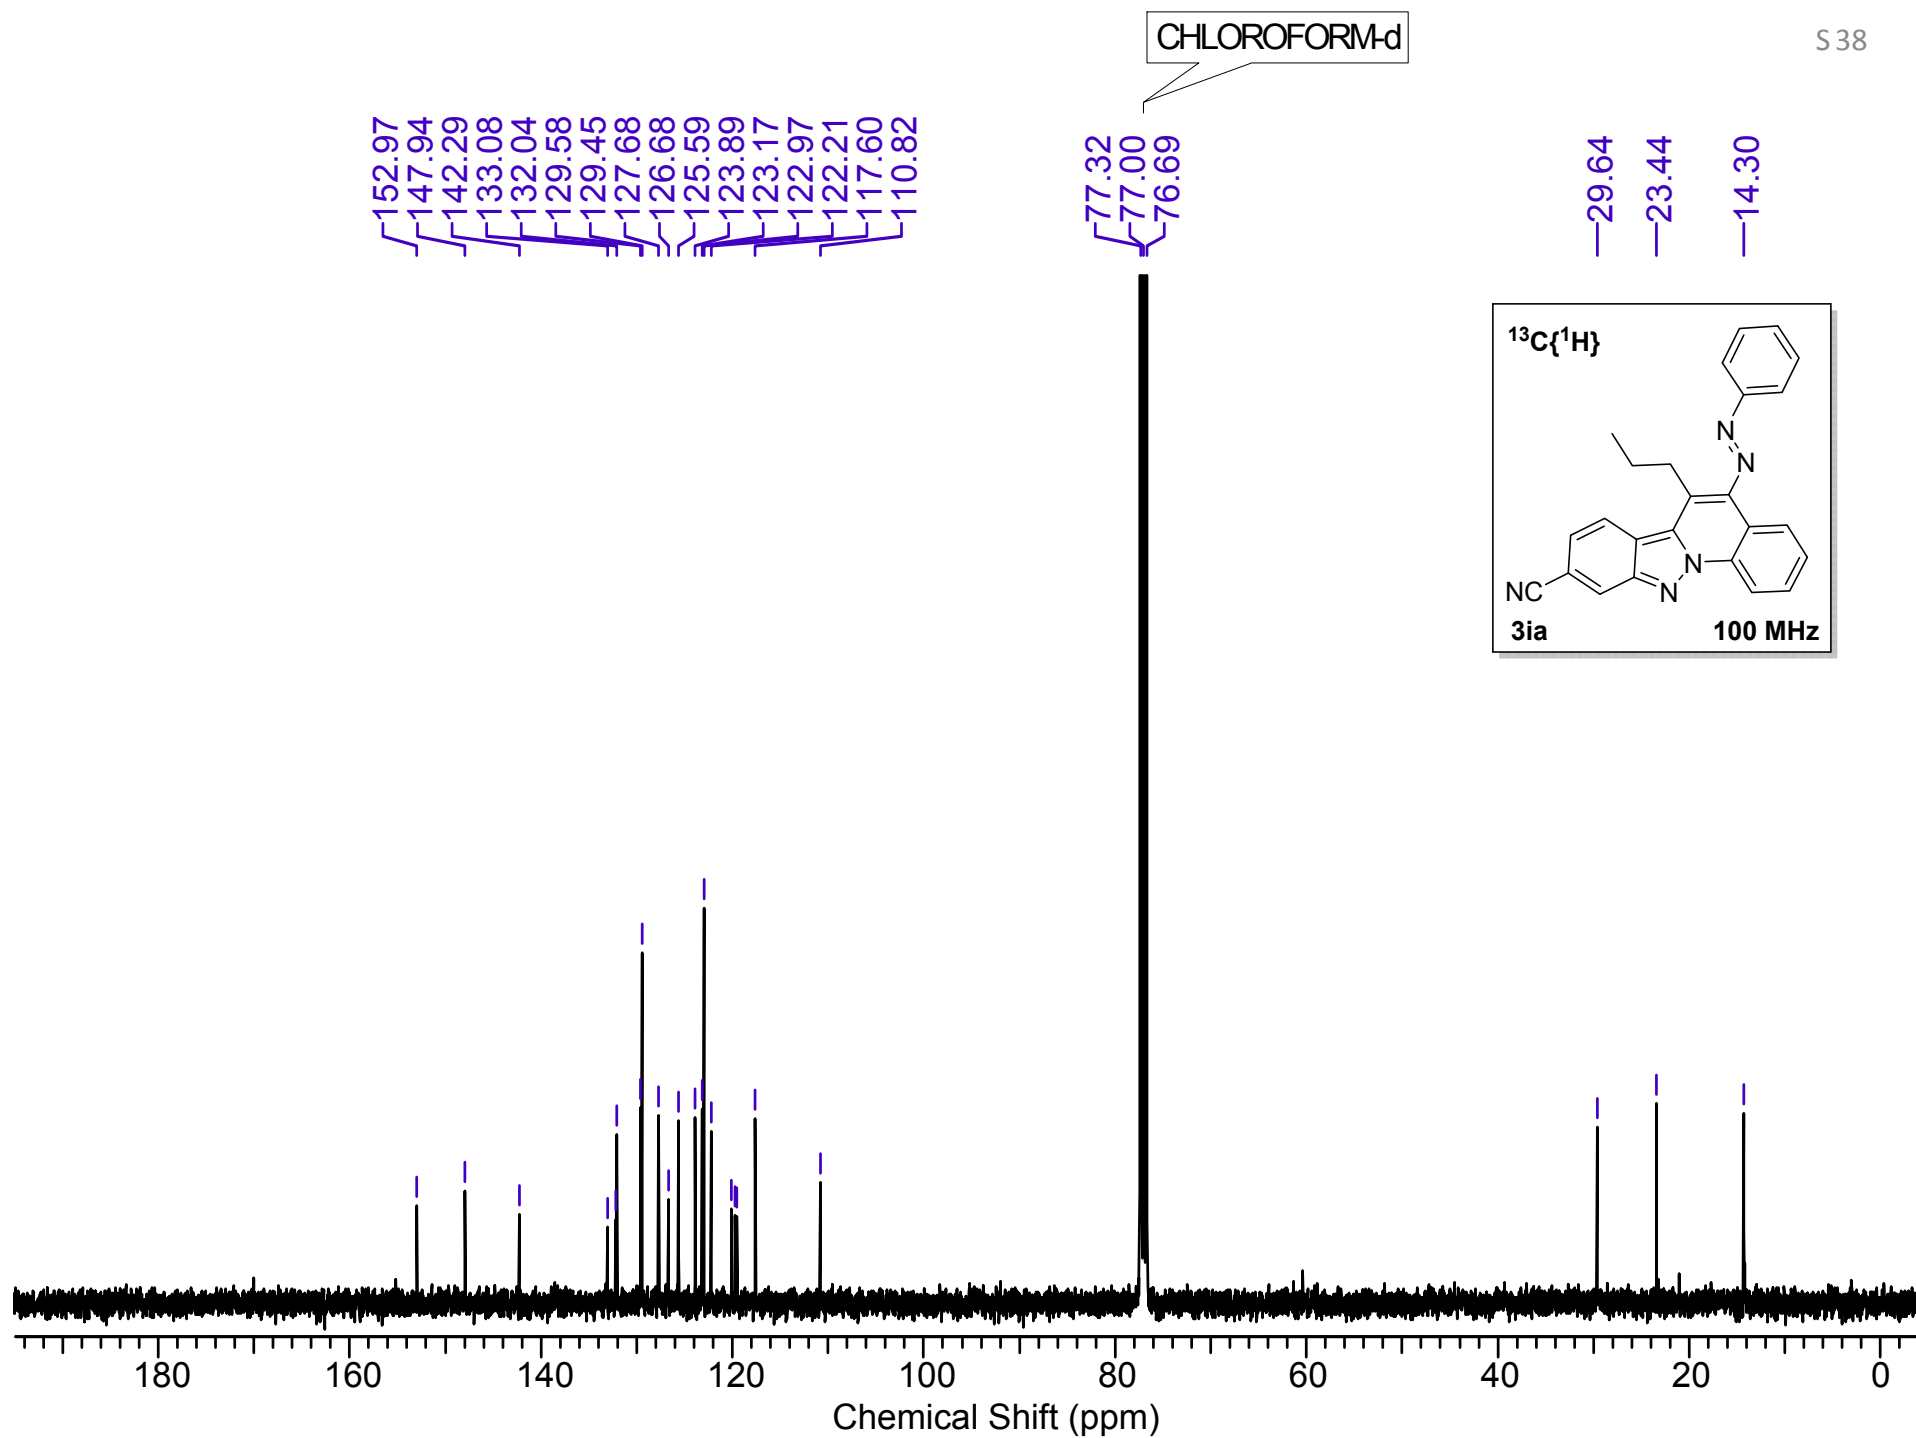 CHLOROFORM-d
S38
152.97
147.94
142.29
133.08
132.04
129.58
129.45
127.68
126.68
125.59
123.89
123.17
122.97
122.21
117.60
110.82
77.32
77.00
76.69
29.64
23.44
14.30
13C{1H}
N
N
N
N
NC
3ia 100 MHz
180 160 140 120 100 80 60 40 20 0
Chemical Shift (ppm)